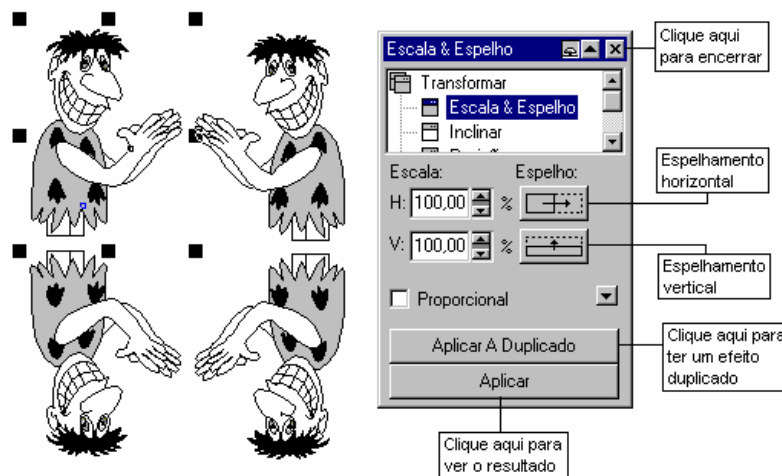 Clique aqui
para encerrar
Escala & Espelho
Transformar
Escala & Espelho
Inclinar
Escala:
Espelho:
H: 100,00 %
Espelhamento
horizontal
V: 100,00 %
Espelhamento
vertical
Proporcional
Aplicar A Duplicado
Clique aqui para
ter um efeito
duplicado
Aplicar
Clique aqui para
ver o resultado